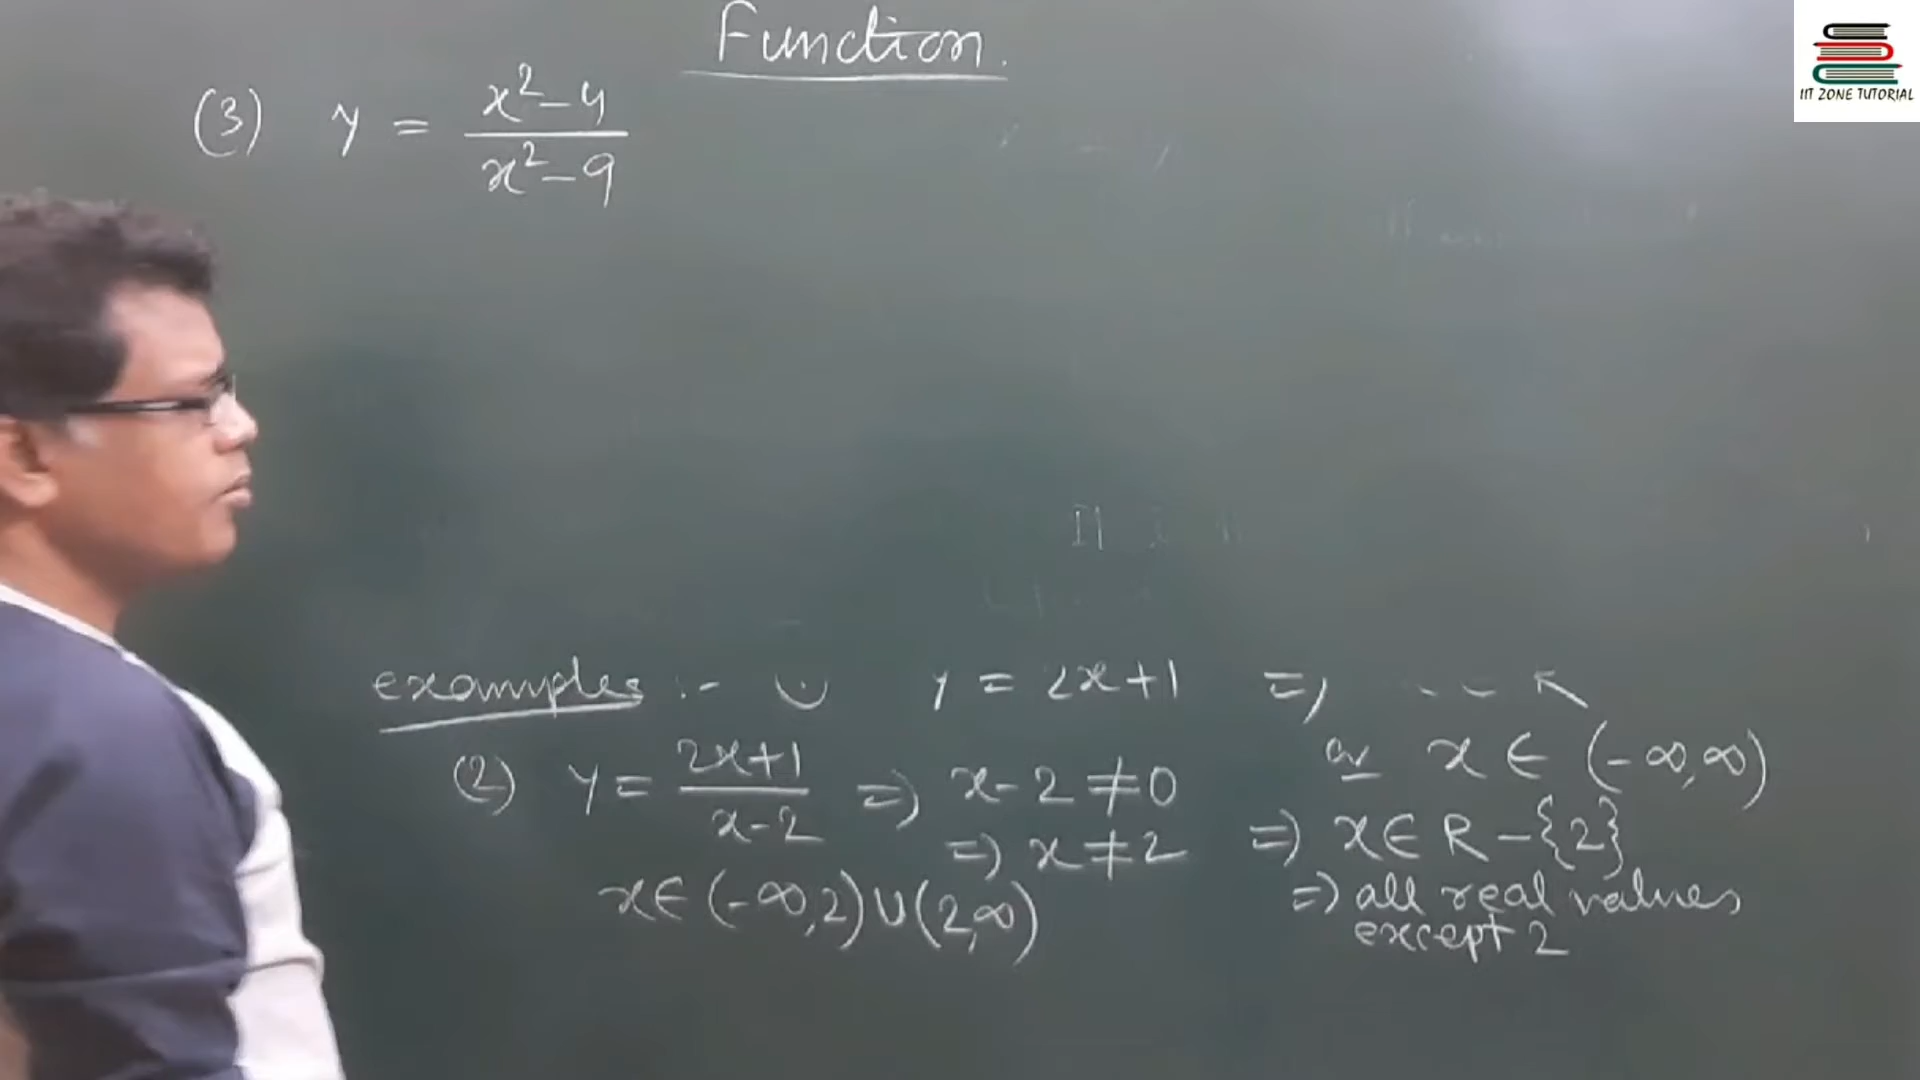 Function.
(3) y = x²-4 / x²-9
IIT ZONE TUTORIAL
examples :- y = 2x+1 =>
or x ∈ (-∞,∞)
(2) y = 2x+1 / x-2 => x-2 ≠ 0
=> x ≠ 2 => x ∈ R - {2}
x ∈ (-∞,2) ∪ (2,∞) => all real values
except 2